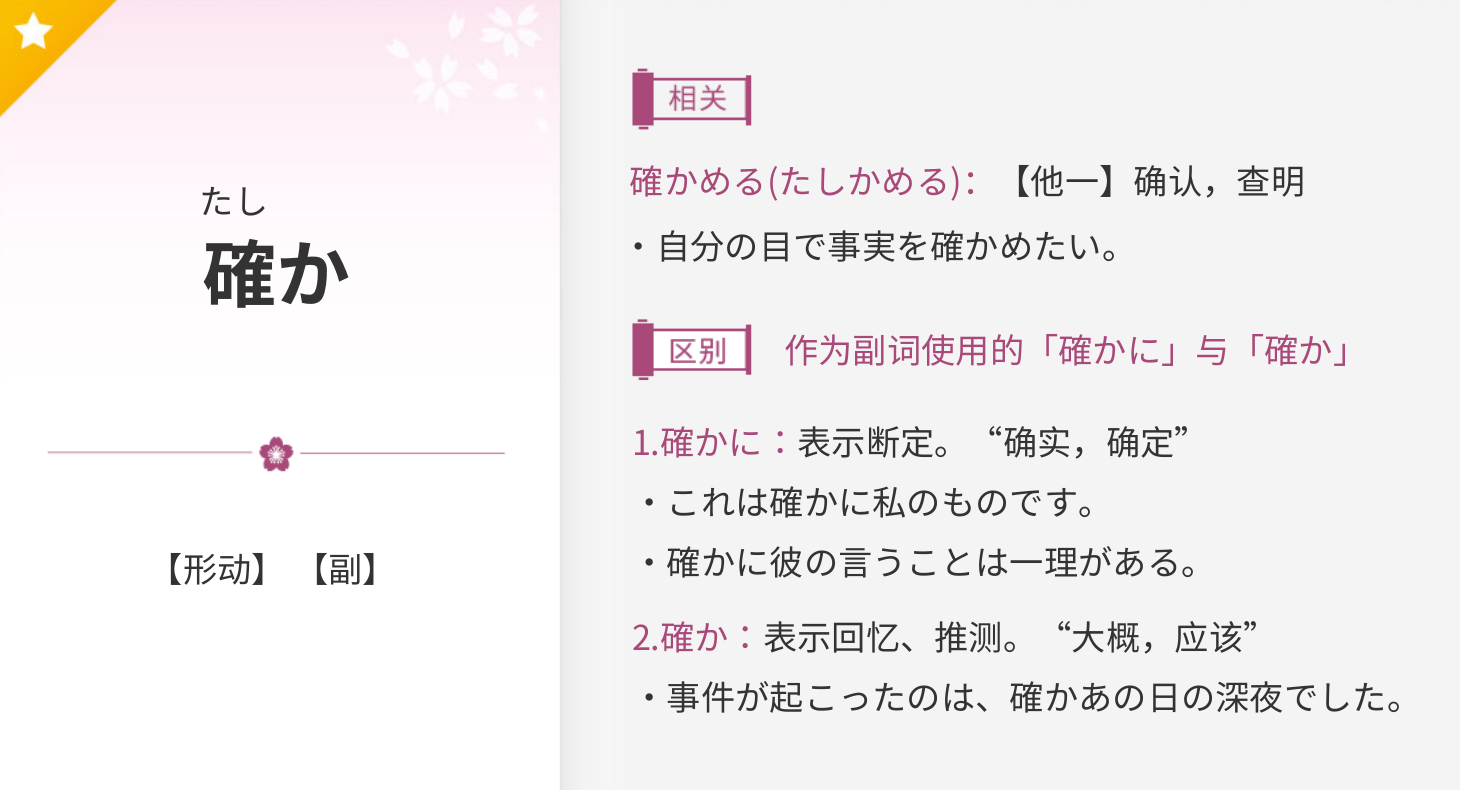 たし
確か
【形动】 【副】
相关
確かめる(たしかめる)：【他一】确认，查明
・自分の目で事実を確かめたい。
区别 作为副词使用的「確かに」与「確か」
1.確かに：表示断定。“确实，确定”
・これは確かに私のものです。
・確かに彼の言うことは一理がある。
2.確か：表示回忆、推测。“大概，应该”
・事件が起こったのは、確かあの日の深夜でした。